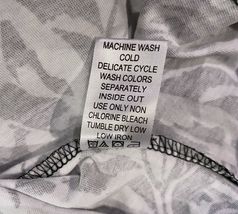 MACHINE WASH
COLD
DELICATE CYCLE
WASH COLORS
SEPARATELY
INSIDE OUT
USE ONLY NON
CHLORINE BLEACH
TUMBLE DRY LOW
LOW IRON